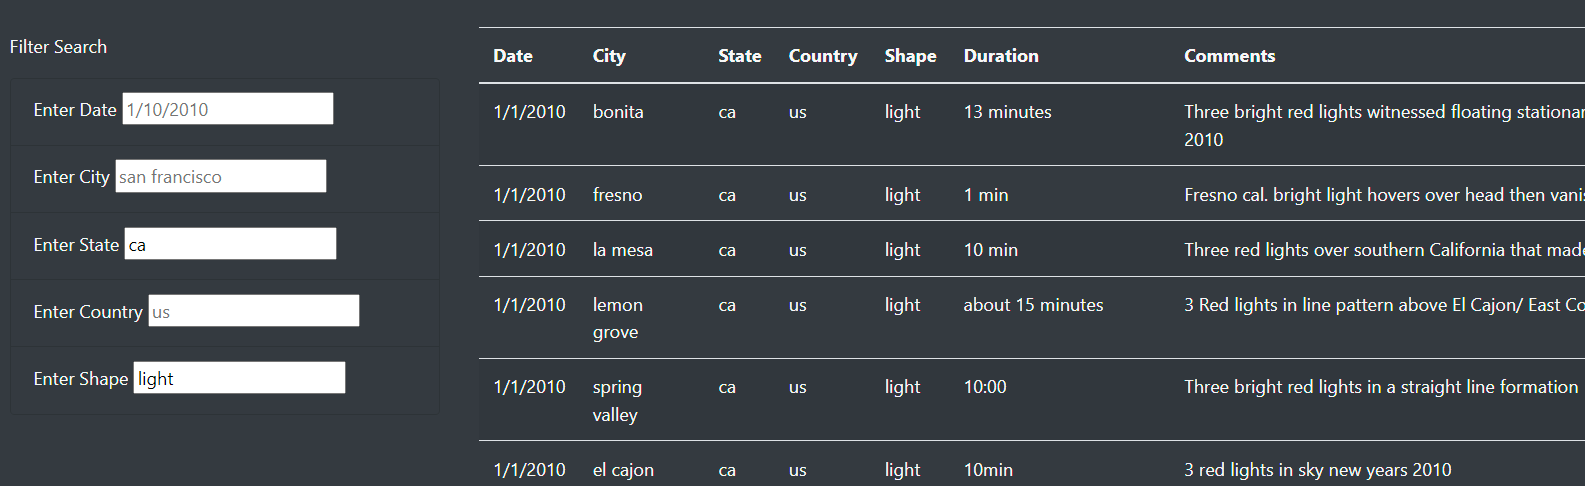 Filter Search
Enter Date 1/10/2010
Enter City san francisco
Enter State ca
Enter Country us
Enter Shape light
Date City State Country Shape Duration Comments
1/1/2010 bonita ca us light 13 minutes Three bright red lights witnessed floating stationar
2010
1/1/2010 fresno ca us light 1 min Fresno cal. bright light hovers over head then vanis
1/1/2010 la mesa ca us light 10 min Three red lights over southern California that made
1/1/2010 lemon ca us light about 15 minutes 3 Red lights in line pattern above El Cajon/ East Co
grove
1/1/2010 spring ca us light 10:00 Three bright red lights in a straight line formation
valley
1/1/2010 el cajon ca us light 10min 3 red lights in sky new years 2010